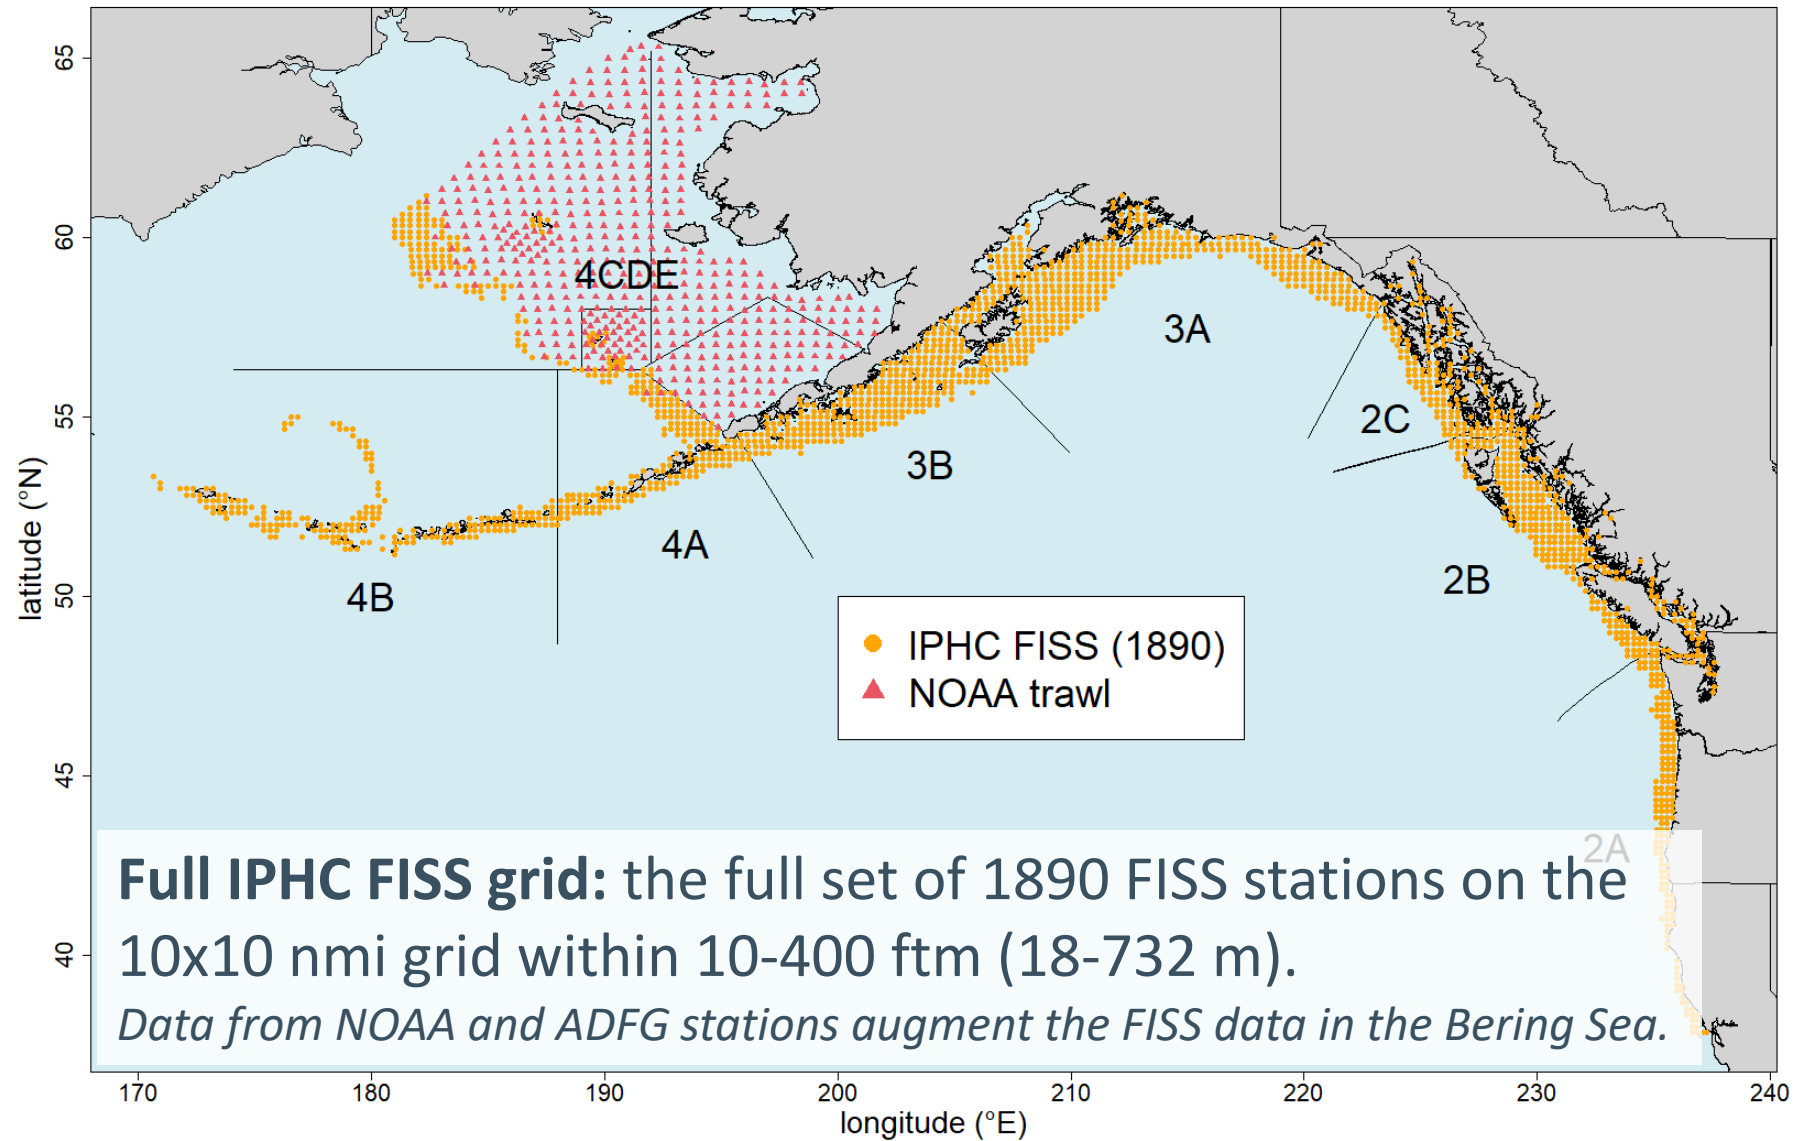 65
60
55
50
45
40
latitude (°N)
4CDE
3A
2C
3B
4A
4B
2B
IPHC FISS (1890)
NOAA trawl
2A
Full IPHC FISS grid: the full set of 1890 FISS stations on the
10x10 nmi grid within 10-400 ftm (18-732 m).
Data from NOAA and ADFG stations augment the FISS data in the Bering Sea.
170 180 190 200 210 220 230 240
longitude (°E)